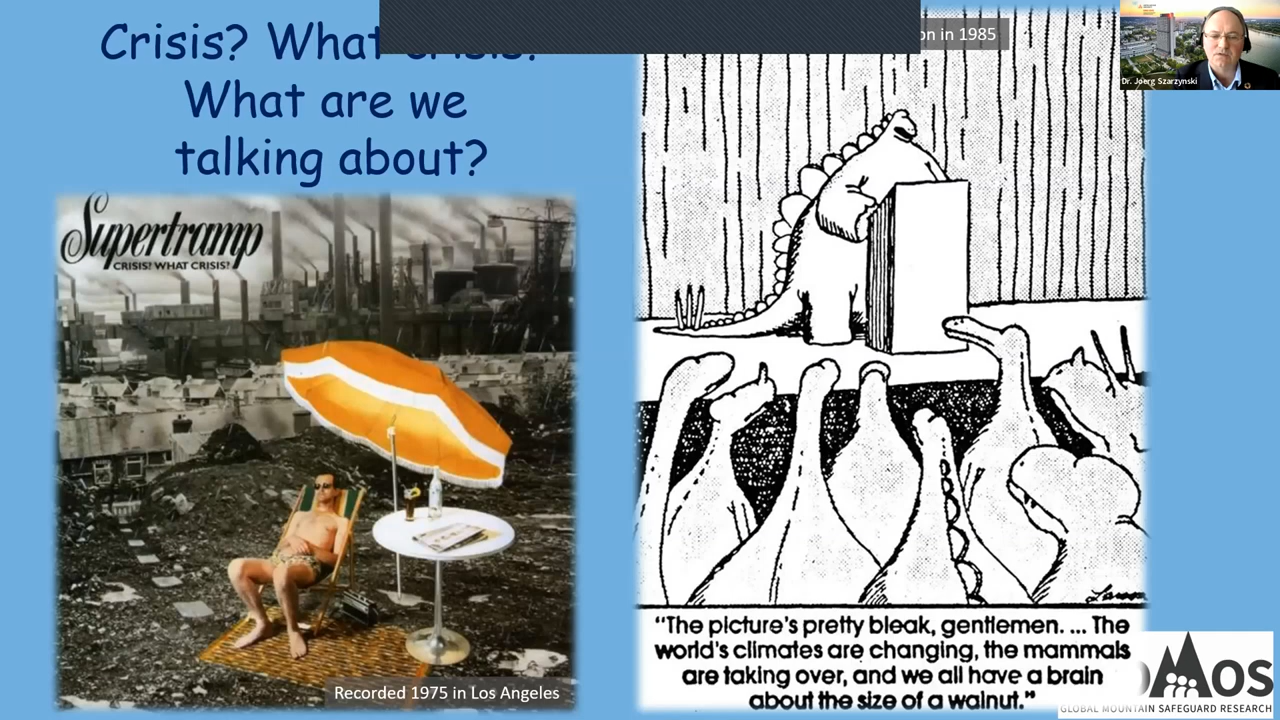 Crisis? What
What are we
talking about?
on in 1985
Dr. Joerg Szarzynski
Supertramp
CRISIS? WHAT CRISIS?
Recorded 1975 in Los Angeles
"The picture's pretty bleak, gentlemen. ... The
world's climates are changing, the mammals
are taking over, and we all have a brain
about the size of a walnut."
MOS
GLOBAL MOUNTAIN SAFEGUARD RESEARCH